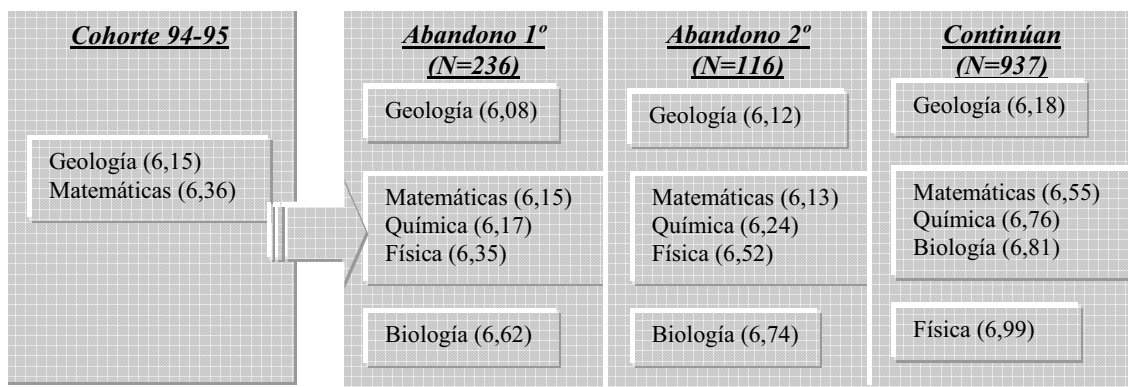 Cohorte 94-95
Geología (6,15)
Matemáticas (6,36)
Abandono 1º
(N=236)
Geología (6,08)
Matemáticas (6,15)
Química (6,17)
Física (6,35)
Biología (6,62)
Abandono 2º
(N=116)
Geología (6,12)
Matemáticas (6,13)
Química (6,24)
Física (6,52)
Biología (6,74)
Continúan
(N=937)
Geología (6,18)
Matemáticas (6,55)
Química (6,76)
Biología (6,81)
Física (6,99)